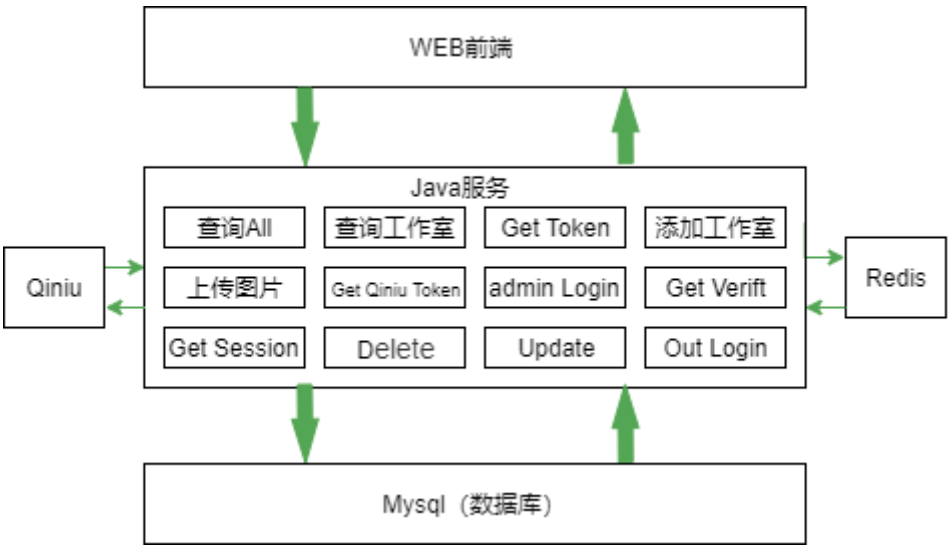 WEB前端
Java服务
查询All
查询工作室
Get Token
添加工作室
Qiniu
上传图片
Get Qiniu Token
admin Login
Get Verift
Redis
Get Session
Delete
Update
Out Login
Mysql（数据库）